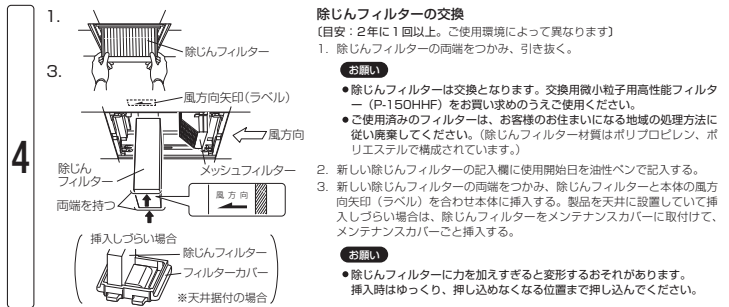 4
1.
除じんフィルター
3.
風方向矢印(ラベル)
風方向
除じん
フィルター
メッシュフィルター
両端を持つ
風 方 向
挿入しづらい場合
除じんフィルター
フィルターカバー
※天井据付の場合
除じんフィルターの交換
〔目安:2年に1回以上。ご使用環境によって異なります〕
1. 除じんフィルターの両端をつかみ、引き抜く。
お願い
●除じんフィルターは交換となります。交換用微小粒子用高性能フィルタ
ー(P-150HHF)をお買い求めのうえご使用ください。
●ご使用済みのフィルターは、お客様のお住まいになる地域の処理方法に
従い廃棄してください。(除じんフィルター材質はポリプロピレン、ポ
リエステルで構成されています。)
2. 新しい除じんフィルターの記入欄に使用開始日を油性ペンで記入する。
3. 新しい除じんフィルターの両端をつかみ、除じんフィルターと本体の風方
向矢印(ラベル)を合わせ本体に挿入する。製品を天井に設置していて挿
入しづらい場合は、除じんフィルターをメンテナンスカバーに取付けて、
メンテナンスカバーごと挿入する。
お願い
●除じんフィルターに力を加えすぎると変形するおそれがあります。
挿入時はゆっくり、押し込めなくなる位置まで押し込んでください。